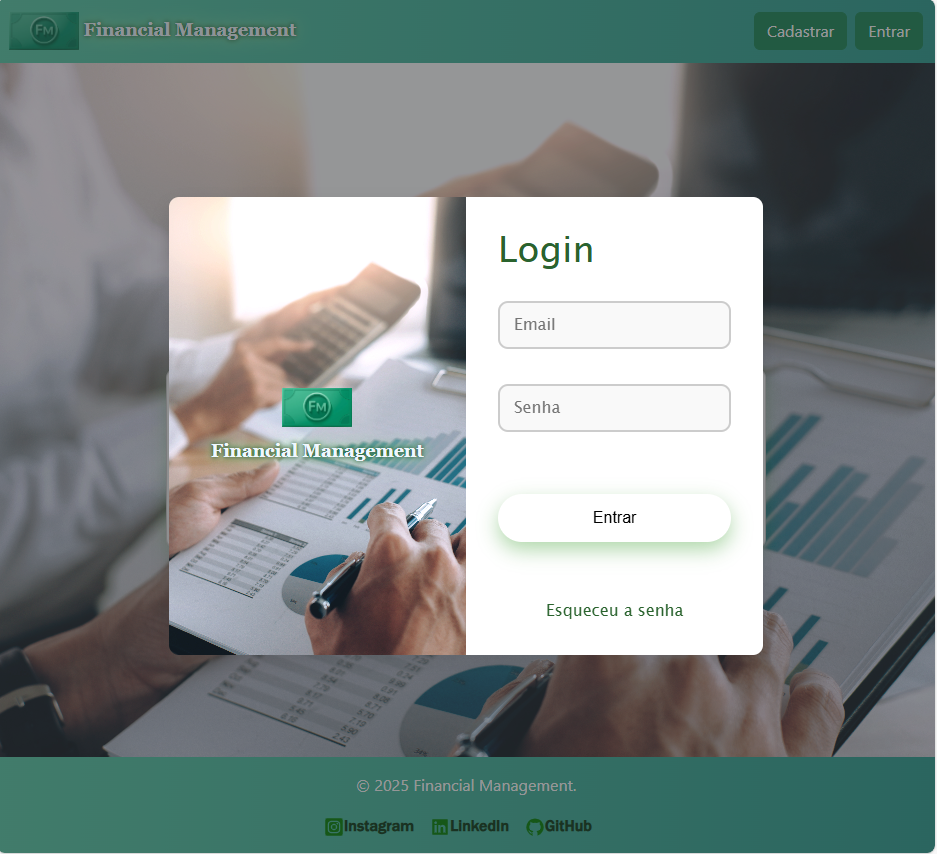 FM Financial Management
Cadastrar Entrar
Login
Email
Senha
FM
Financial Management
Entrar
Esqueceu a senha
© 2025 Financial Management.
Instagram LinkedIn GitHub